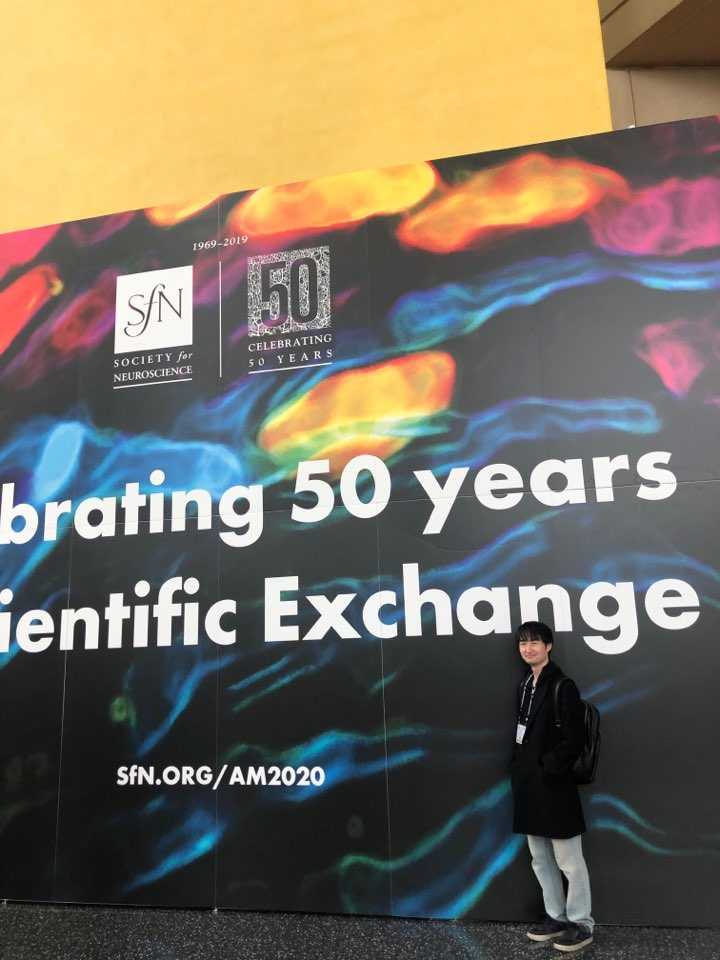 1969–2019
SfN
SOCIETY for
NEUROSCIENCE
50
CELEBRATING
50 YEARS
brating 50 years
ientific Exchange
SfN.ORG/AM2020